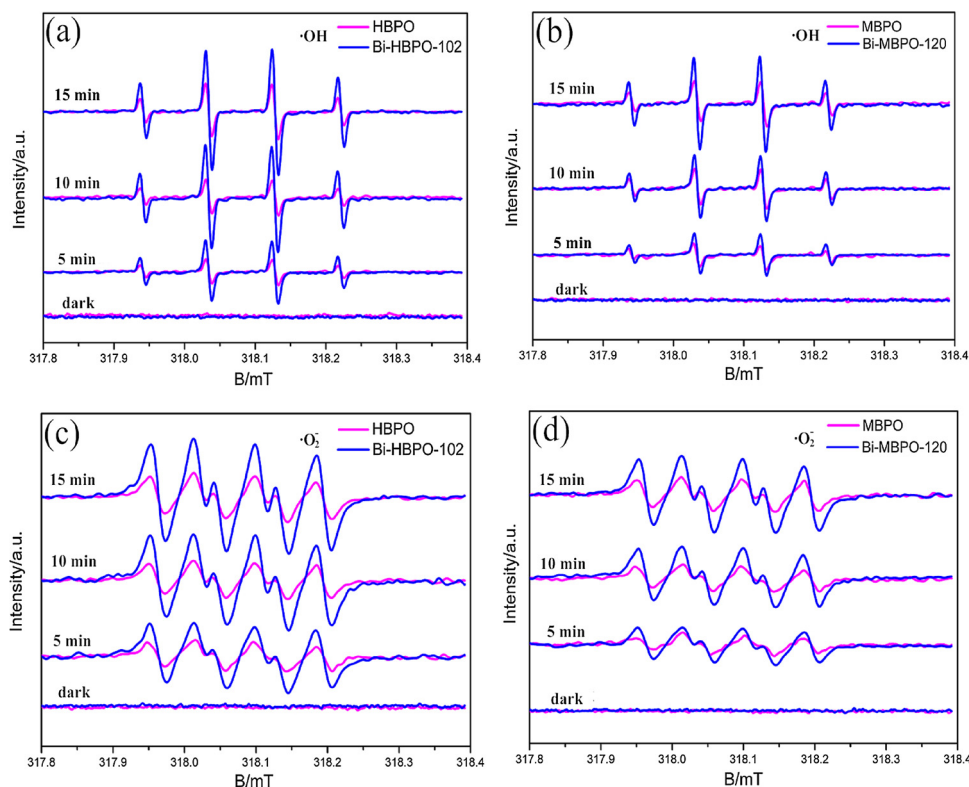 (a)
·OH
HBPO
Bi-HBPO-102
15 min
10 min
5 min
dark
Intensity/a.u.
317.8 317.9 318.0 318.1 318.2 318.3 318.4
B/mT
(b)
·OH
MBPO
Bi-MBPO-120
15 min
10 min
5 min
dark
Intensity/a.u.
317.8 317.9 318.0 318.1 318.2 318.3 318.4
B/mT
(c)
·O₂⁻
HBPO
Bi-HBPO-102
15 min
10 min
5 min
dark
Intensity/a.u.
317.8 317.9 318.0 318.1 318.2 318.3 318.4
B/mT
(d)
·O₂⁻
MBPO
Bi-MBPO-120
15 min
10 min
5 min
dark
Intensity/a.u.
317.8 317.9 318.0 318.1 318.2 318.3 318.4
B/mT